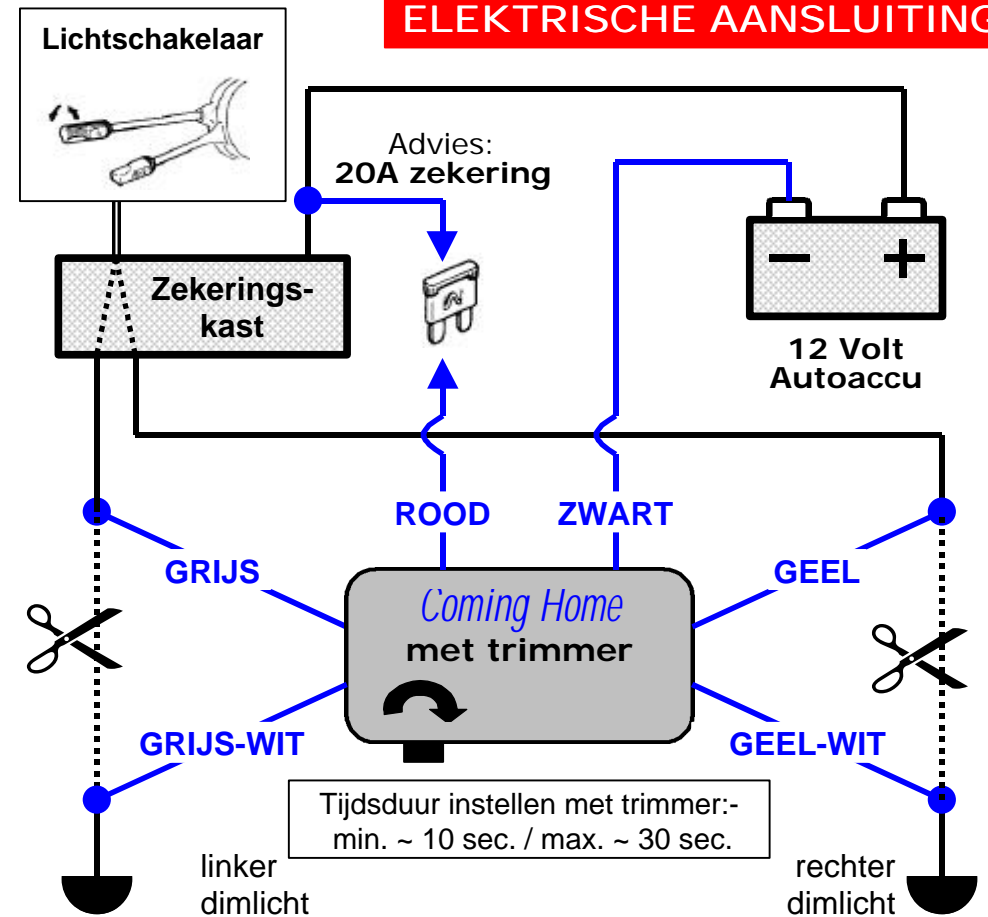 ELEKTRISCHE AANSLUITING
Lichtschakelaar
Advies:
20A zekering
Zekerings-
kast
− +
12 Volt
Autoaccu
ROOD
ZWART
GRIJS
GEEL
Coming Home
met trimmer
GRIJS-WIT
GEEL-WIT
Tijdsduur instellen met trimmer:-
min. ~ 10 sec. / max. ~ 30 sec.
linker
dimlicht
rechter
dimlicht